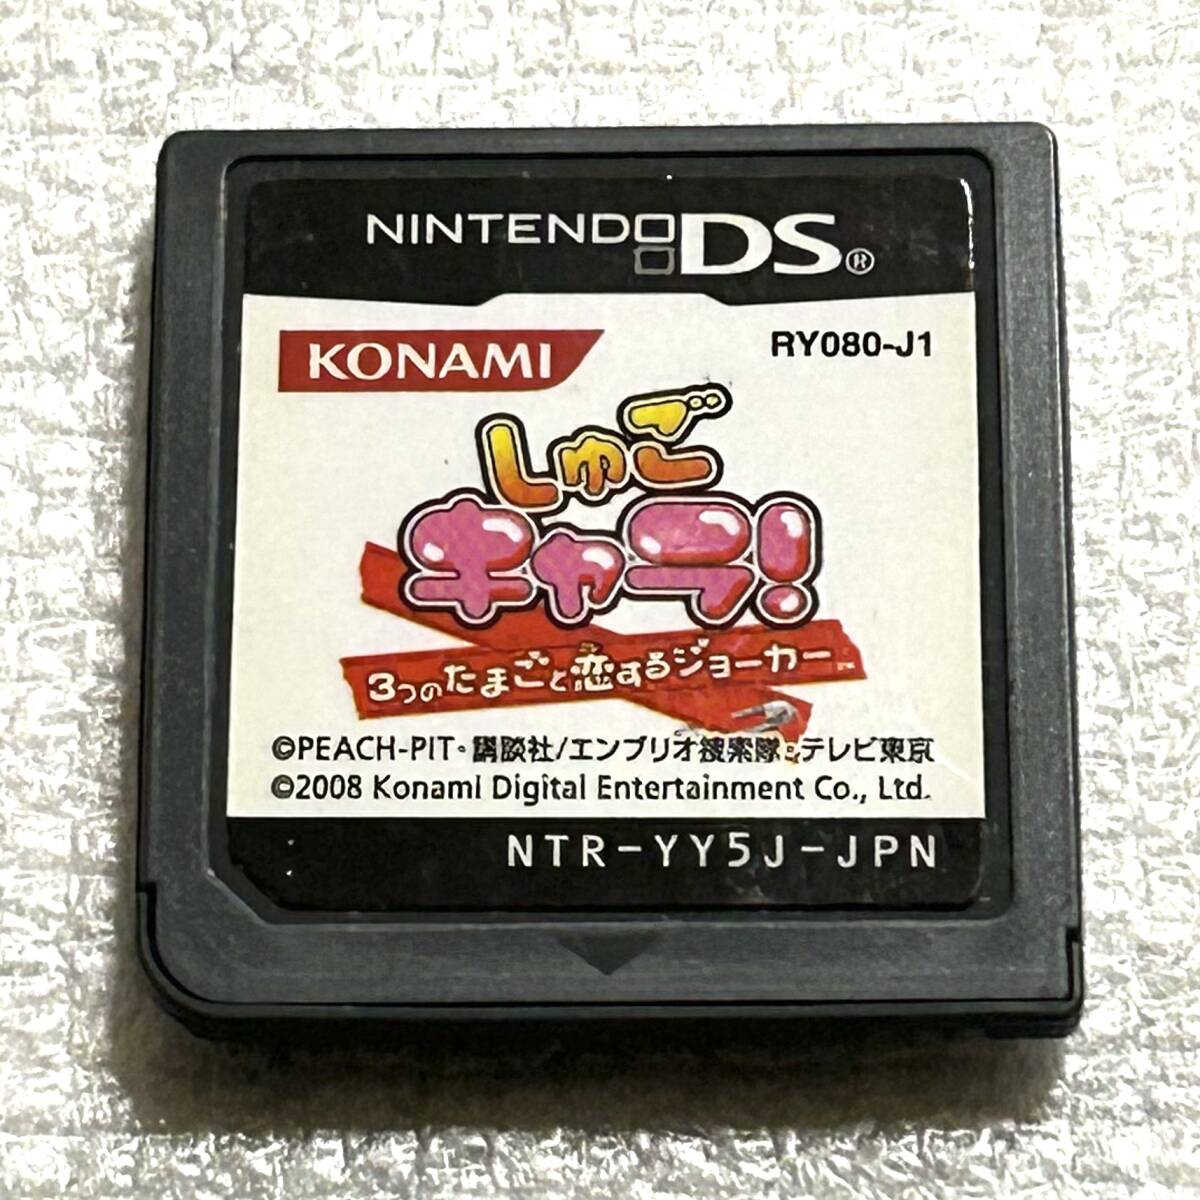 NINTENDO DS®
KONAMI
RY080-J1
しゅご
キャラ!
3つのたまごと恋するジョーカー
©PEACH-PIT・講談社/エンブリオ捜索隊・テレビ東京
©2008 Konami Digital Entertainment Co., Ltd.
NTR-YY5J-JPN